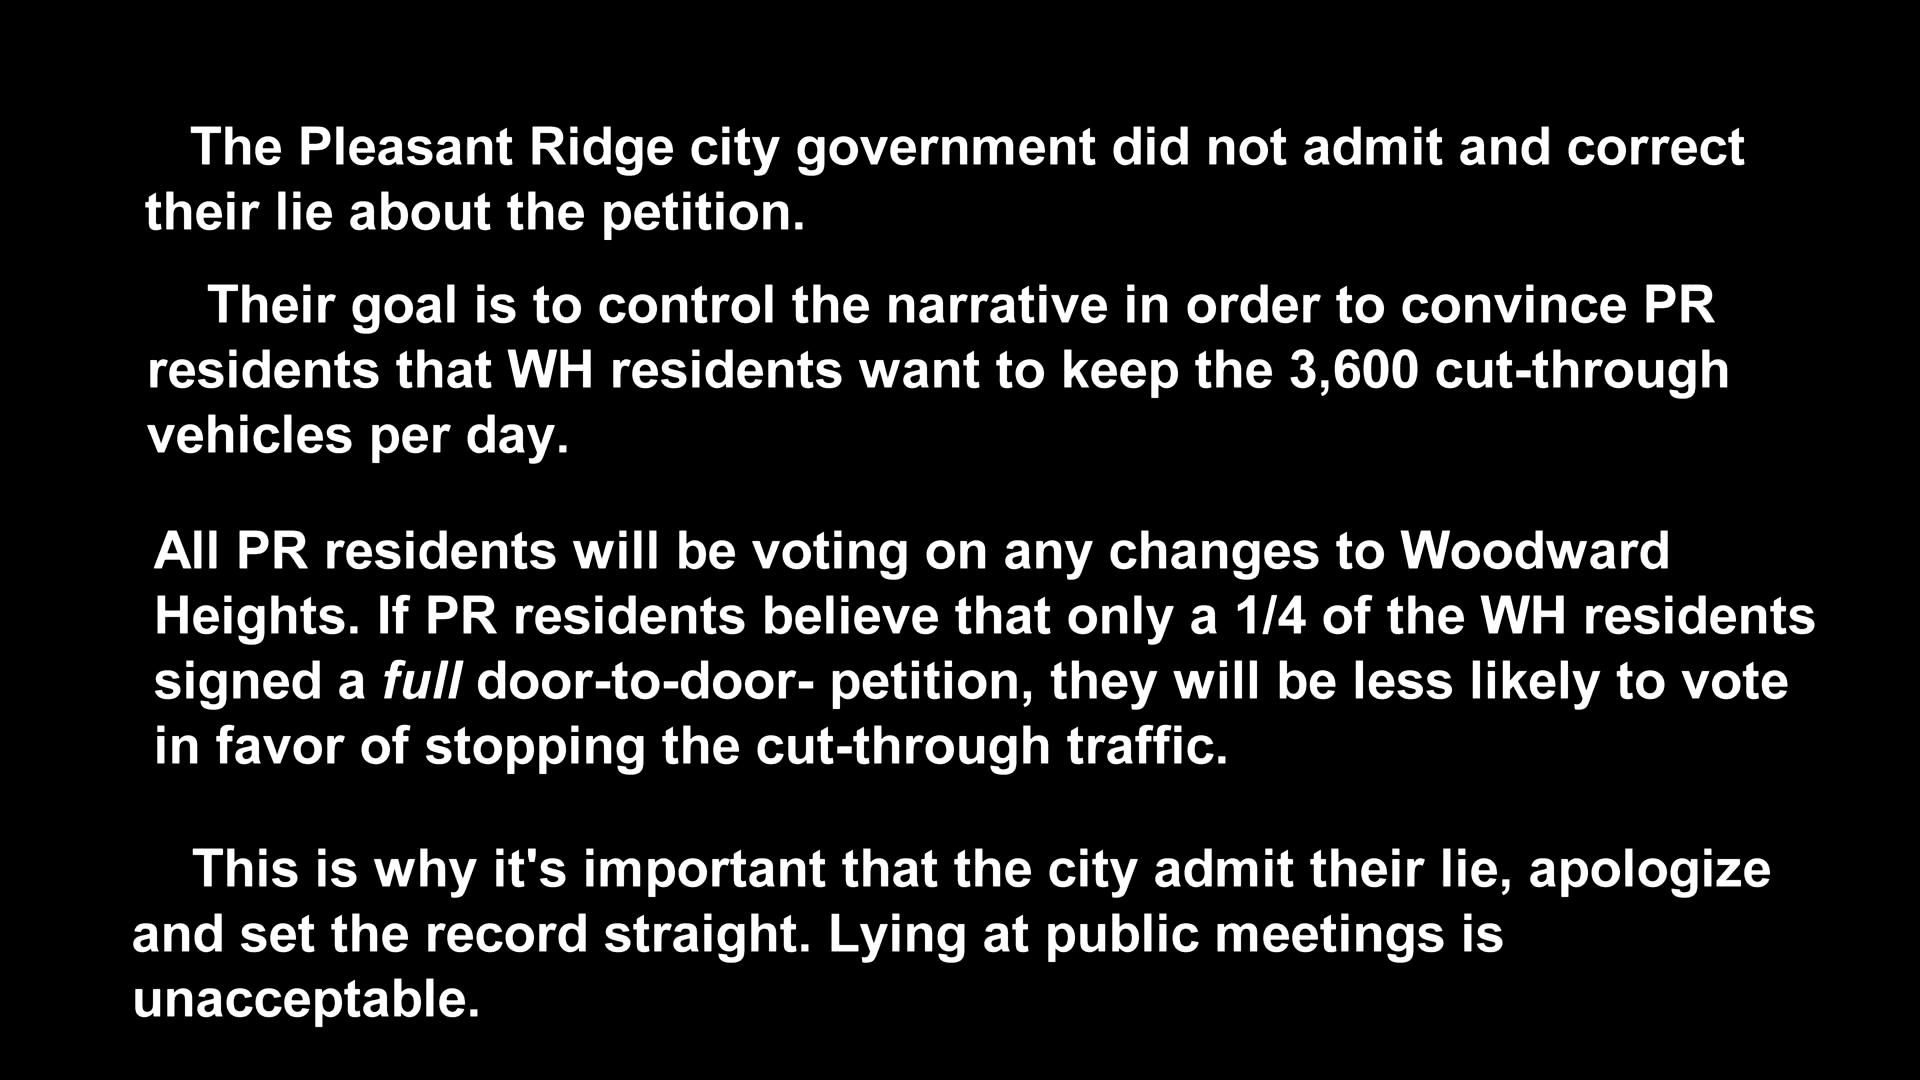 The Pleasant Ridge city government did not admit and correct
their lie about the petition.
Their goal is to control the narrative in order to convince PR
residents that WH residents want to keep the 3,600 cut-through
vehicles per day.
All PR residents will be voting on any changes to Woodward
Heights. If PR residents believe that only a 1/4 of the WH residents
signed a full door-to-door- petition, they will be less likely to vote
in favor of stopping the cut-through traffic.
This is why it's important that the city admit their lie, apologize
and set the record straight. Lying at public meetings is
unacceptable.